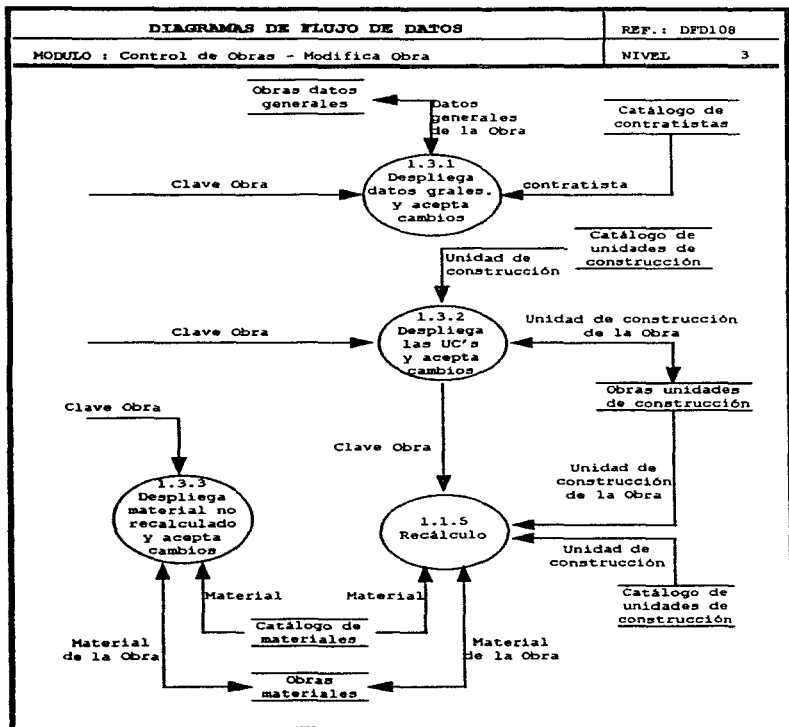 DIAGRAMAS DE FLUJO DE DATOS
REF.: DFD108
MODULO : Control de Obras - Modifica Obra
NIVEL 3
Obras datos
generales
Datos
generales
de la Obra
Catálogo de
contratistas
1.3.1
Despliega
datos grales.
y acepta
cambios
Clave Obra
contratista
Catálogo de
unidades de
construcción
Unidad de
construcción
1.3.2
Despliega
las UC's
y acepta
cambios
Clave Obra
Unidad de construcción
de la Obra
Obras unidades
de construcción
Clave Obra
Clave Obra
Unidad de
construcción
de la Obra
1.3.3
Despliega
material no
recalculado
y acepta
cambios
1.1.5
Recálculo
Unidad de
construcción
Material
Material
Catálogo de
materiales
Catálogo de
unidades de
construcción
Material
de la Obra
Material
de la Obra
Obras
materiales